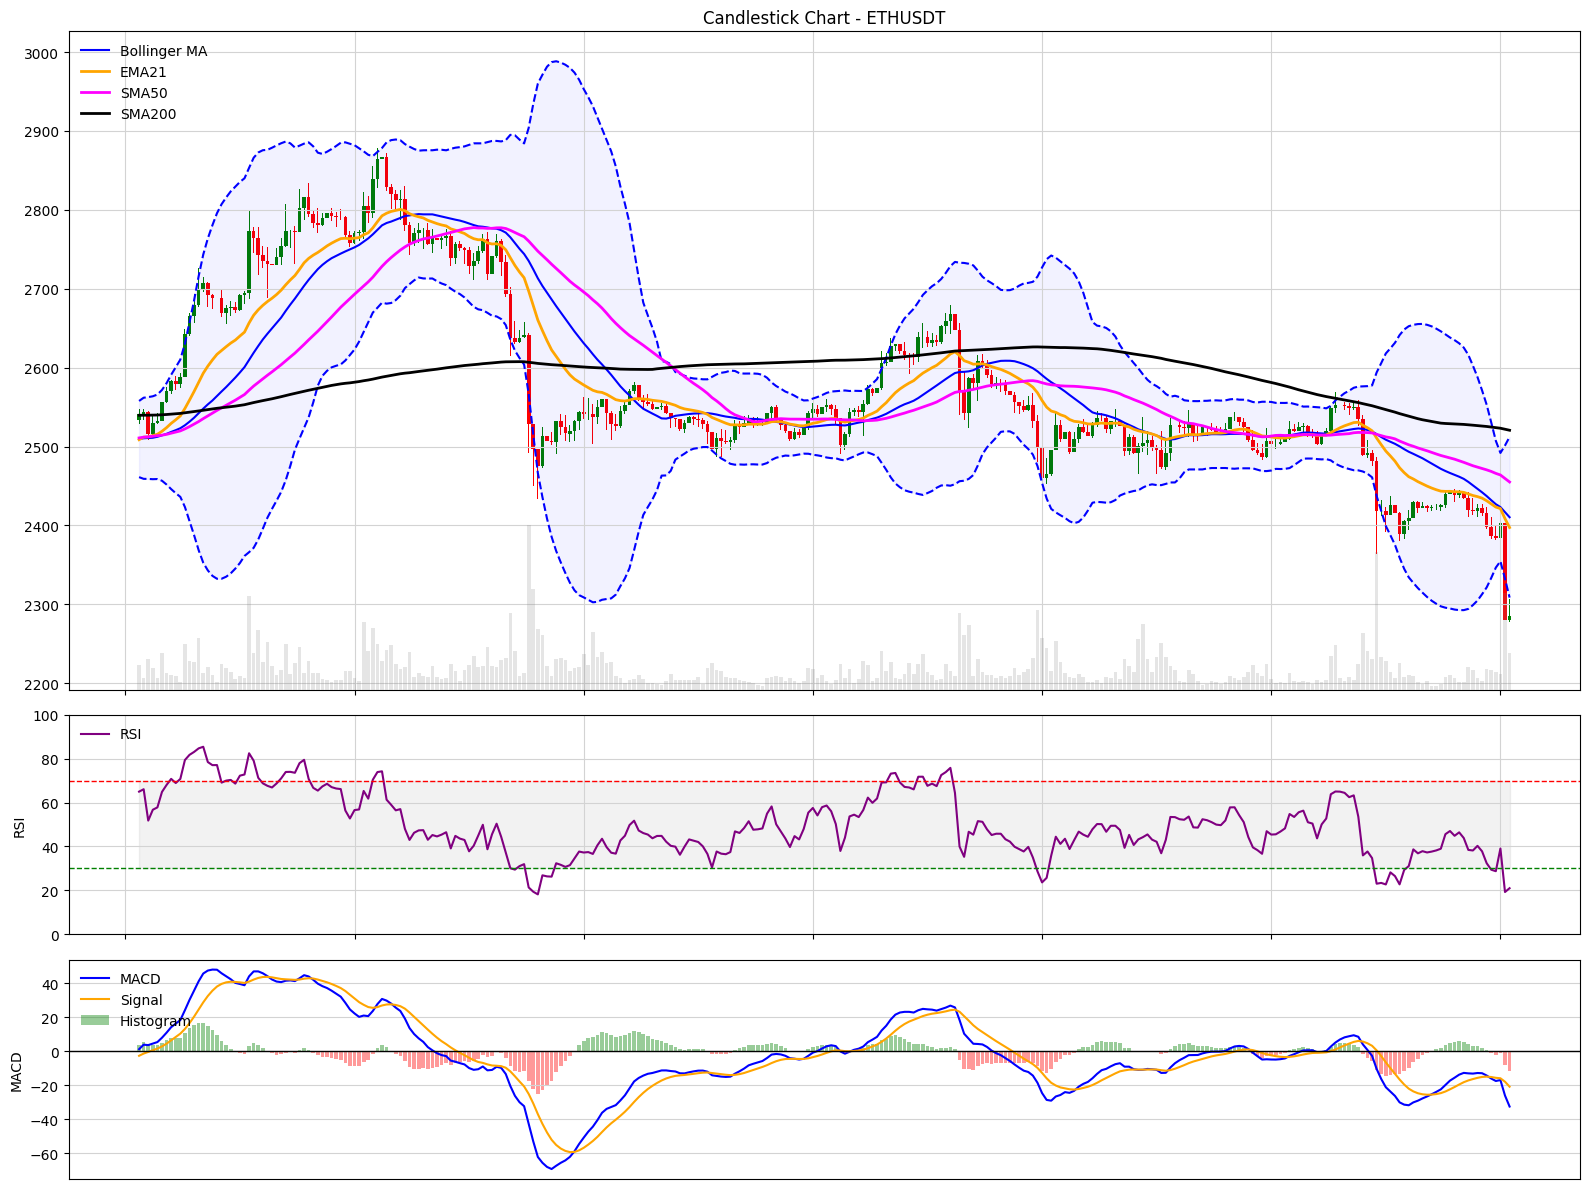 Candlestick Chart - ETHUSDT
Bollinger MA
EMA21
SMA50
SMA200
3000
2900
2800
2700
2600
2500
2400
2300
2200
RSI
100
80
60
40
20
0
RSI
MACD
Signal
Histogram
40
20
0
−20
−40
−60
MACD